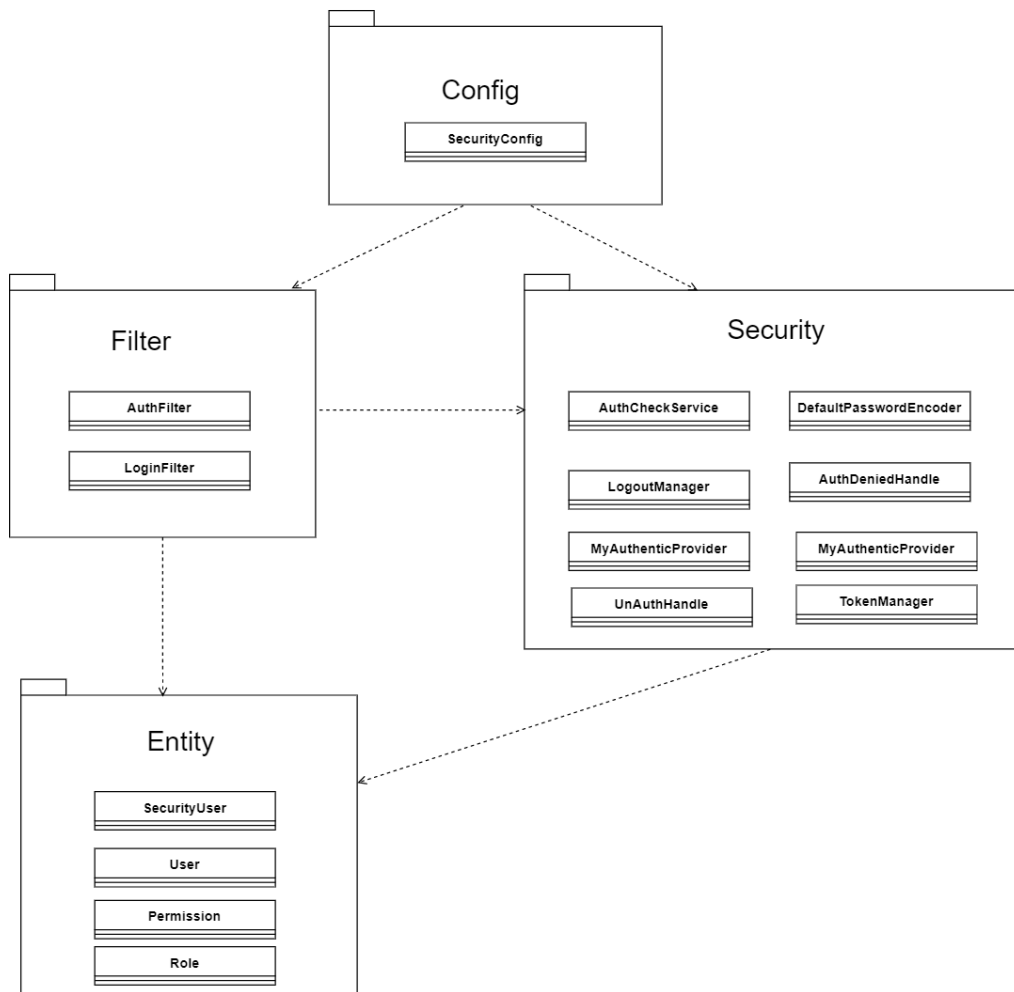 Config
SecurityConfig
Filter
AuthFilter
LoginFilter
Security
AuthCheckService
DefaultPasswordEncoder
LogoutManager
AuthDeniedHandle
MyAuthenticProvider
MyAuthenticProvider
UnAuthHandle
TokenManager
Entity
SecurityUser
User
Permission
Role